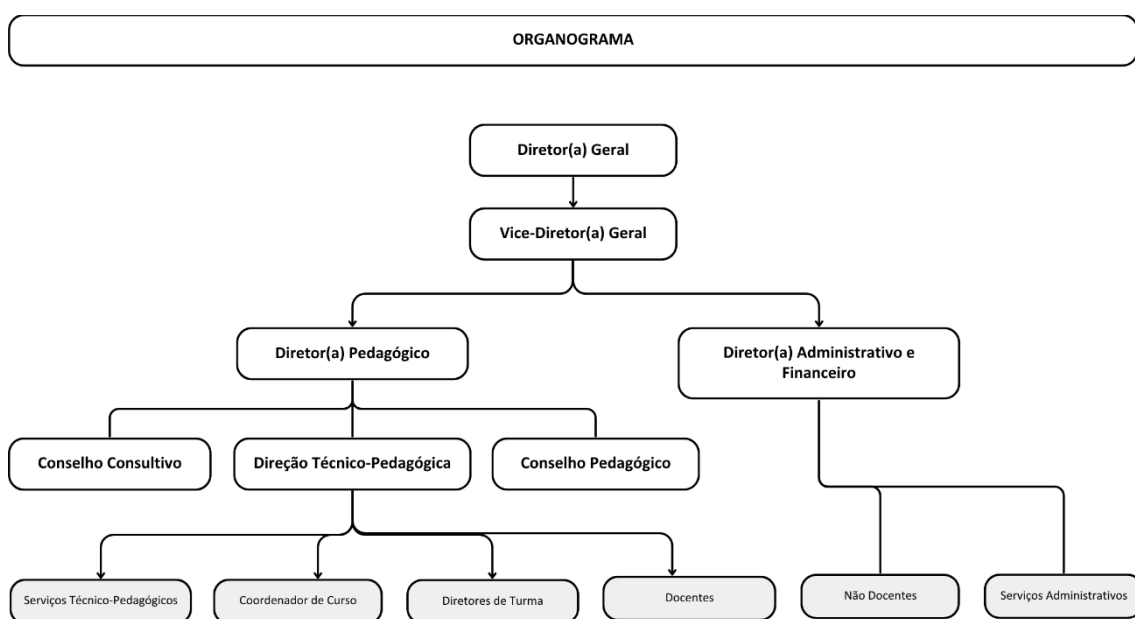 ORGANOGRAMA
Diretor(a) Geral
Vice-Diretor(a) Geral
Diretor(a) Pedagógico
Diretor(a) Administrativo e
Financeiro
Conselho Consultivo
Direção Técnico-Pedagógica
Conselho Pedagógico
Serviços Técnico-Pedagógicos
Coordenador de Curso
Diretores de Turma
Docentes
Não Docentes
Serviços Administrativos